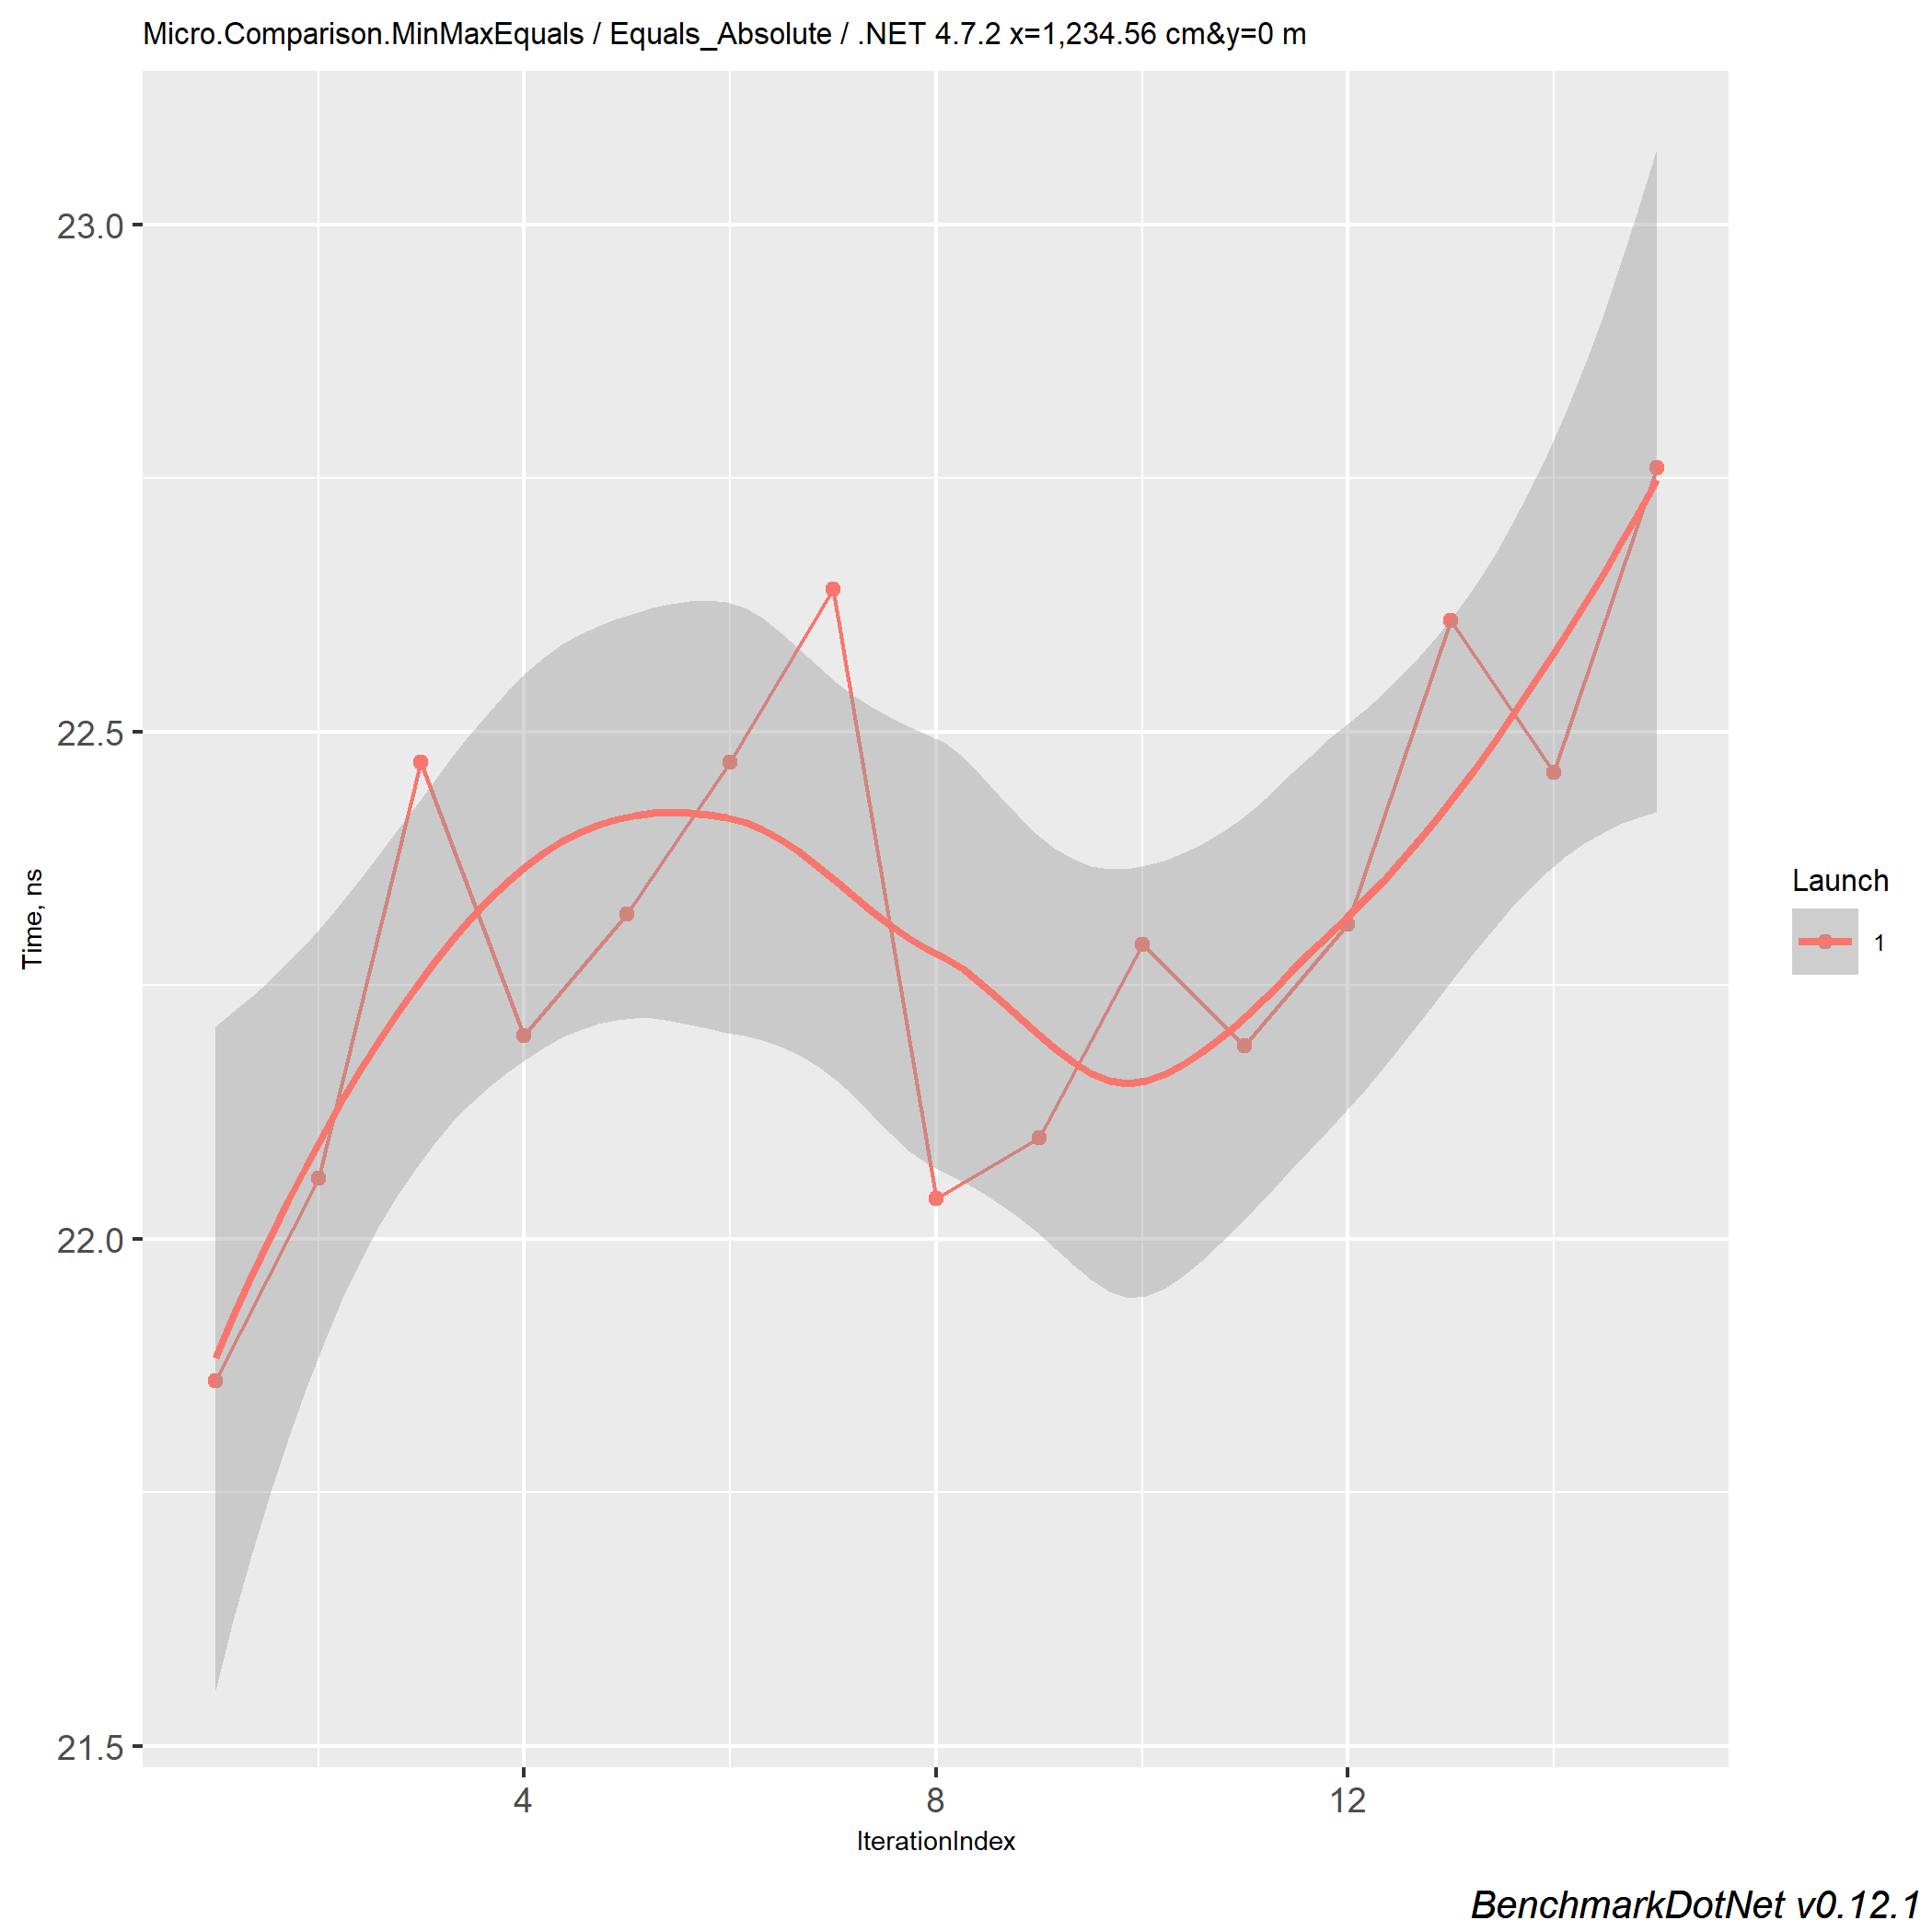 Micro.Comparison.MinMaxEquals / Equals_Absolute / .NET 4.7.2 x=1,234.56 cm&y=0 m
23.0
22.5
22.0
21.5
Time, ns
4
8
12
IterationIndex
Launch
1
BenchmarkDotNet v0.12.1